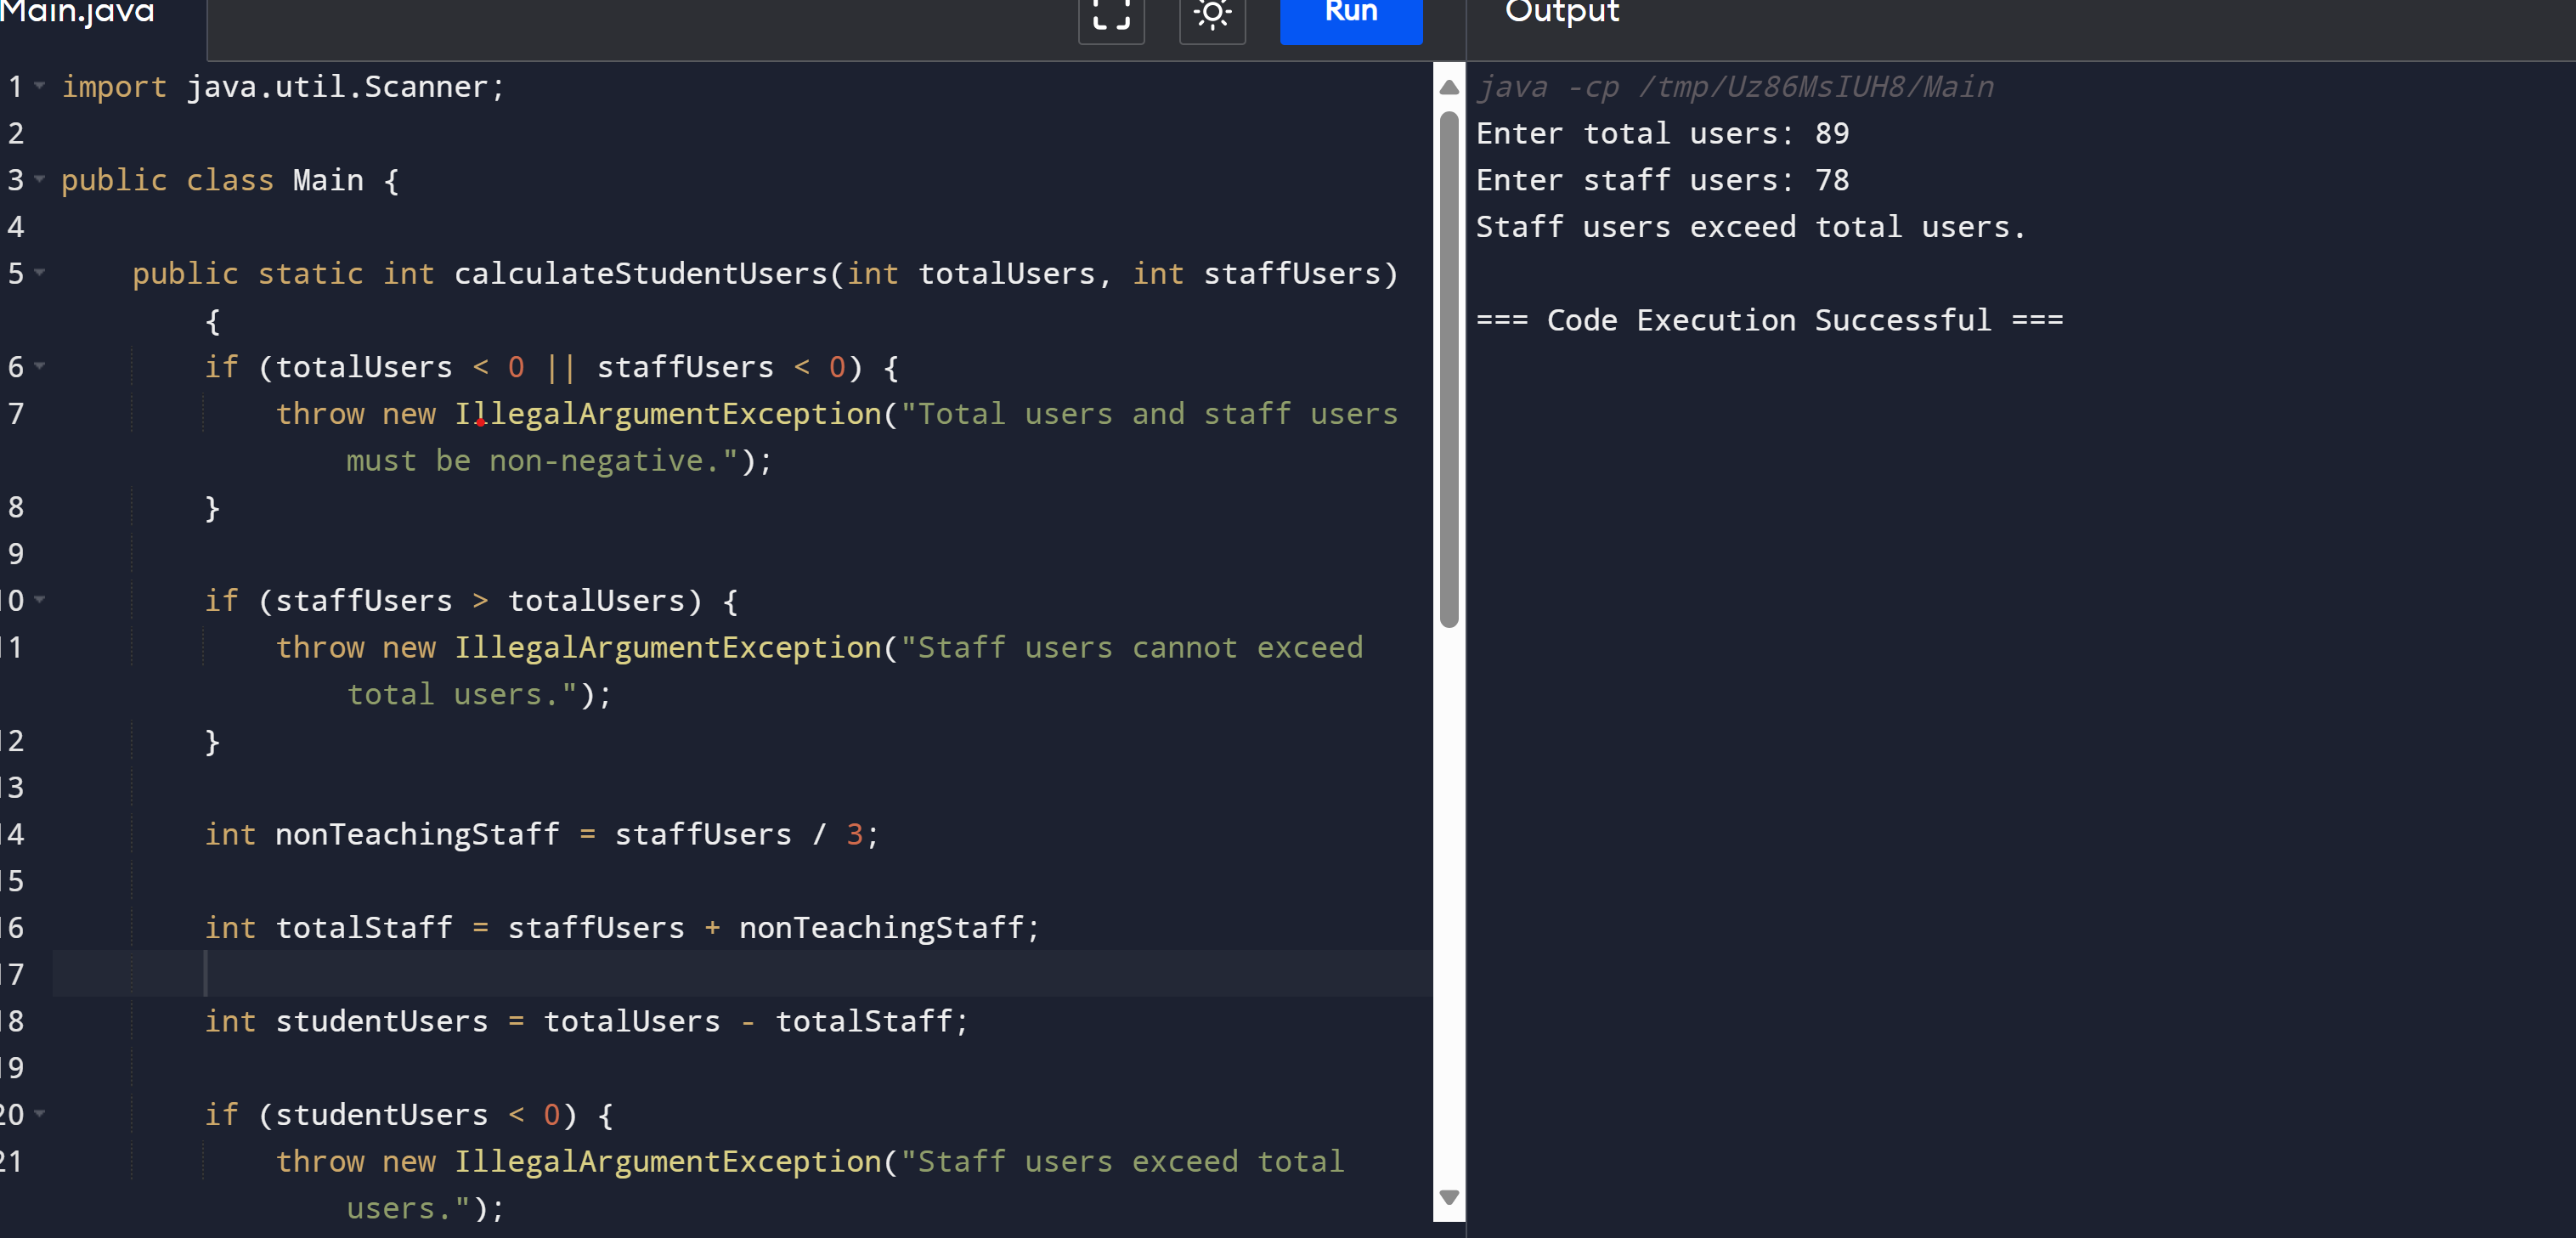 Main.java
Run
Output
1 import java.util.Scanner;
2
3 public class Main {
4
5 public static int calculateStudentUsers(int totalUsers, int staffUsers)
{
6 if (totalUsers < 0 || staffUsers < 0) {
7 throw new IllegalArgumentException("Total users and staff users
must be non-negative.");
8 }
9
10 if (staffUsers > totalUsers) {
11 throw new IllegalArgumentException("Staff users cannot exceed
total users.");
12 }
13
14 int nonTeachingStaff = staffUsers / 3;
15
16 int totalStaff = staffUsers + nonTeachingStaff;
17
18 int studentUsers = totalUsers - totalStaff;
19
20 if (studentUsers < 0) {
21 throw new IllegalArgumentException("Staff users exceed total
users.");
java -cp /tmp/Uz86MsIUH8/Main
Enter total users: 89
Enter staff users: 78
Staff users exceed total users.
=== Code Execution Successful ===